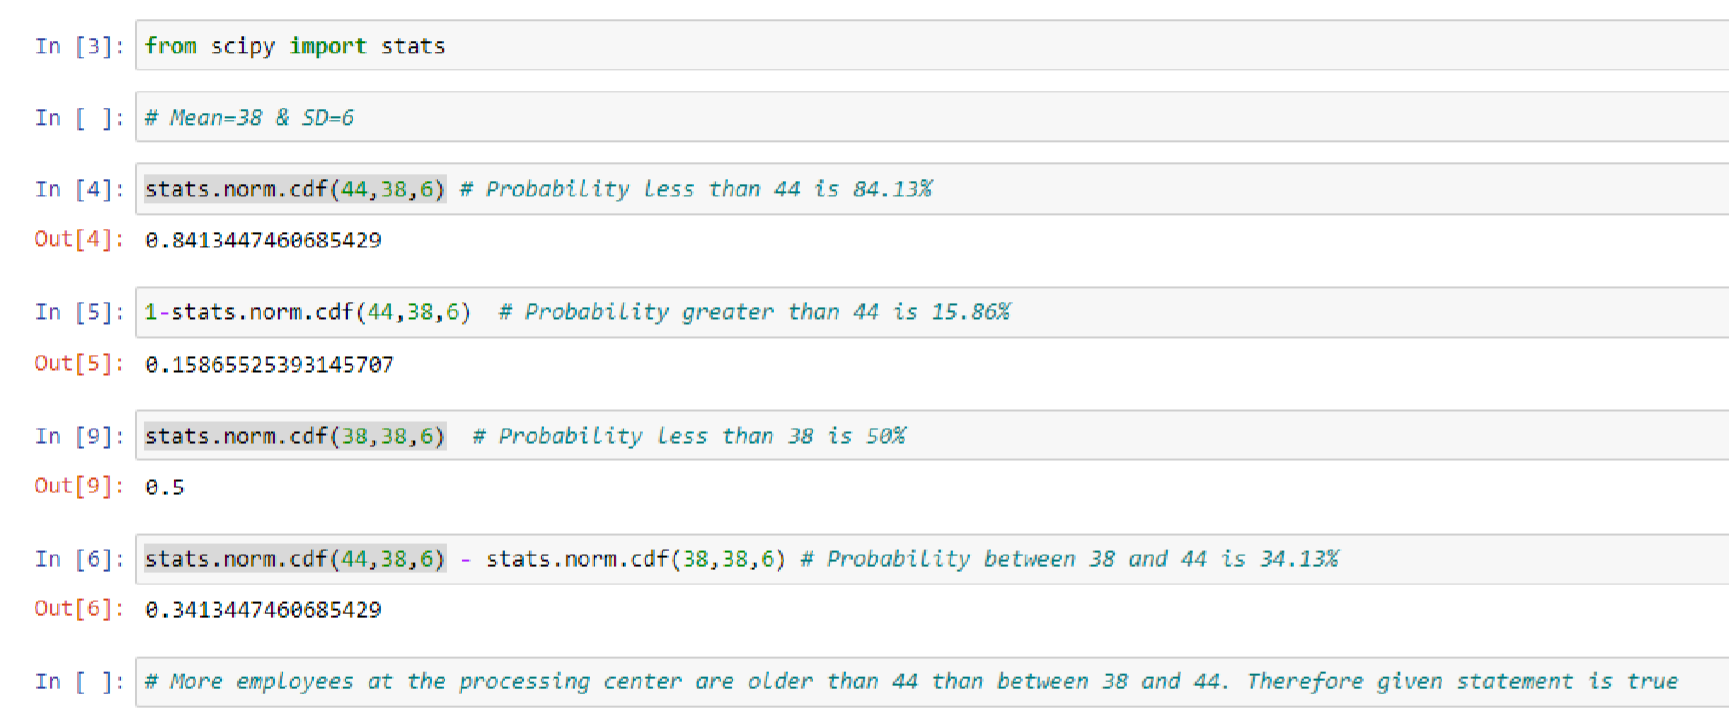 In [3]: from scipy import stats
In [ ]: # Mean=38 & SD=6
In [4]: stats.norm.cdf(44,38,6) # Probability Less than 44 is 84.13%
Out[4]: 0.8413447460685429
In [5]: 1-stats.norm.cdf(44,38,6) # Probability greater than 44 is 15.86%
Out[5]: 0.15865525393145707
In [9]: stats.norm.cdf(38,38,6) # Probability Less than 38 is 50%
Out[9]: 0.5
In [6]: stats.norm.cdf(44,38,6) - stats.norm.cdf(38,38,6) # Probability between 38 and 44 is 34.13%
Out[6]: 0.3413447460685429
In [ ]: # More employees at the processing center are older than 44 than between 38 and 44. Therefore given statement is true